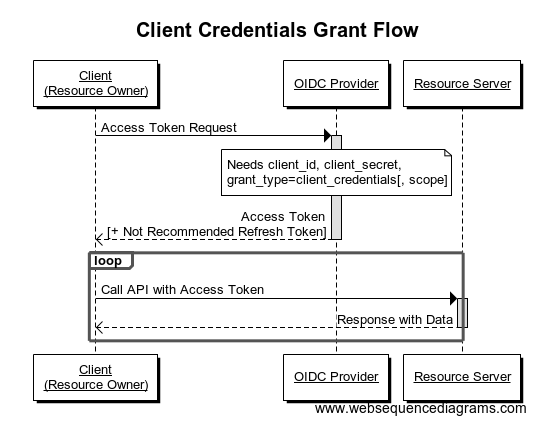 Client Credentials Grant Flow
Client
(Resource Owner)
OIDC Provider
Resource Server
Access Token Request
Needs client_id, client_secret,
grant_type=client_credentials[, scope]
Access Token
[+ Not Recommended Refresh Token]
loop
Call API with Access Token
Response with Data
Client
(Resource Owner)
OIDC Provider
Resource Server
www.websequencediagrams.com